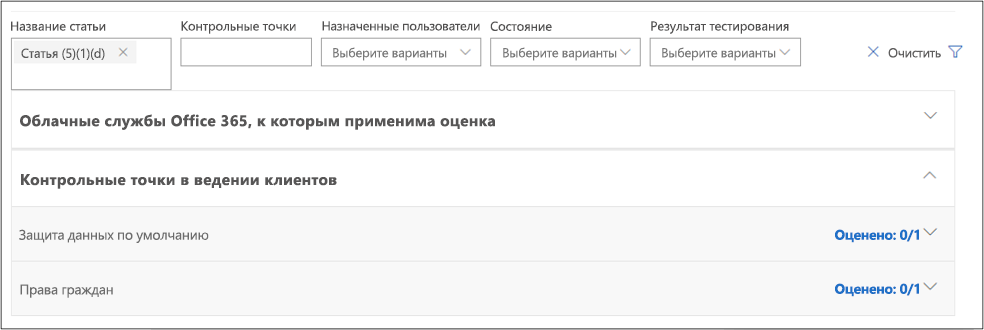 Название статьи Контрольные точки Назначенные пользователи Состояние Результат тестирования
Статья (5)(1)(d) Выберите варианты Выберите варианты Выберите варианты Очистить
Облачные службы Office 365, к которым применима оценка
Контрольные точки в ведении клиентов
Защита данных по умолчанию Оценено: 0/1
Права граждан Оценено: 0/1